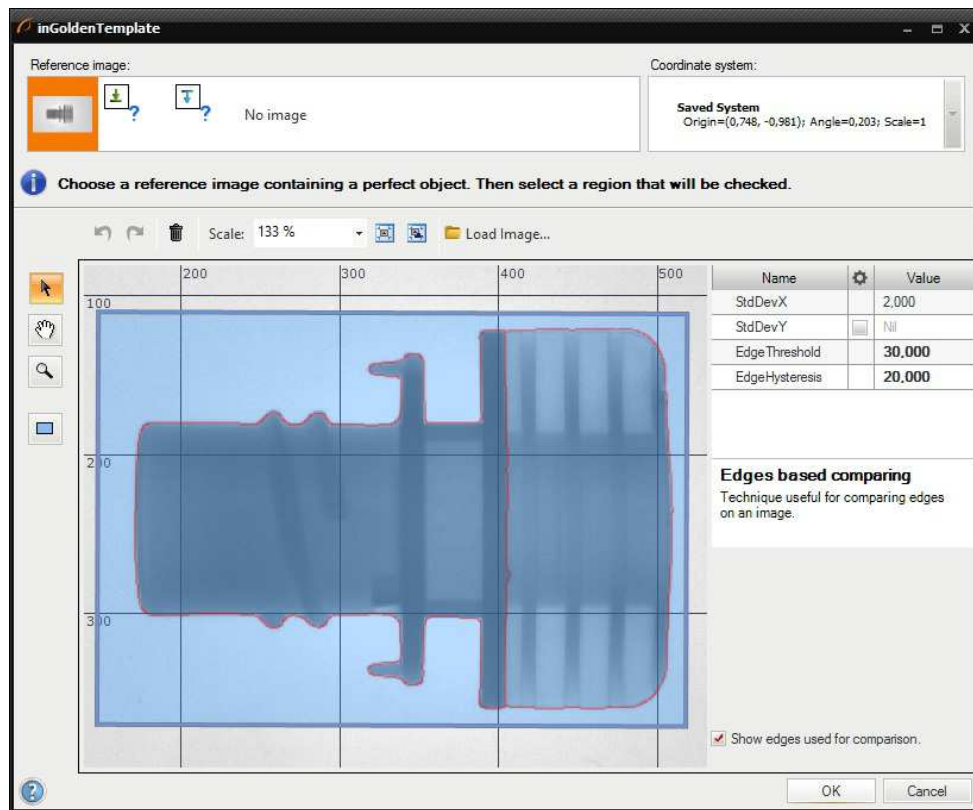 inGoldenTemplate
Reference image:
Coordinate system:
No image
Saved System
Origin=(0,748, -0,981); Angle=0,203; Scale=1
Choose a reference image containing a perfect object. Then select a region that will be checked.
Scale: 133 % Load Image...
200 300 400 500
100
200
300
Name Value
StdDevX 2,000
StdDevY Nil
EdgeThreshold 30,000
EdgeHysteresis 20,000
Edges based comparing
Technique useful for comparing edges
on an image.
Show edges used for comparison.
OK Cancel